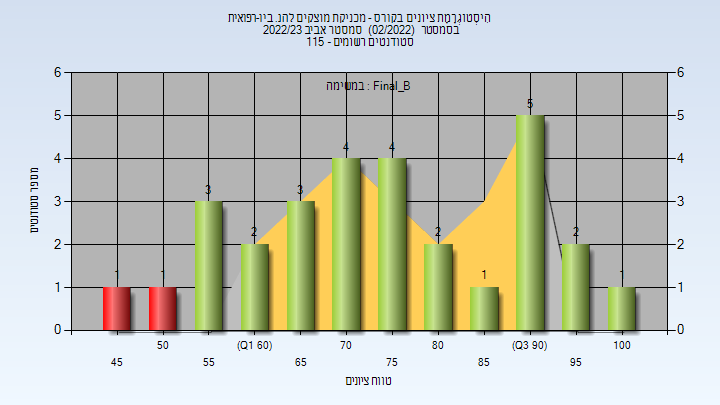 היסטוגרמת ציונים בקורס - מכניקת מוצקים להנ. ביו-רפואית
בסמסטר (02/2022) סמסטר אביב 2022/23
סטודנטים רשומים - 115
במשימה : Final_B
מספר סטודנטים
6 6
5 5
4 4
3 3
2 2
1 1
0 0
1 1 3 2 3 4 4 2 1 5 2 1
50 (Q1 60) 70 80 (Q3 90) 100
45 55 65 75 85 95
טווח ציונים